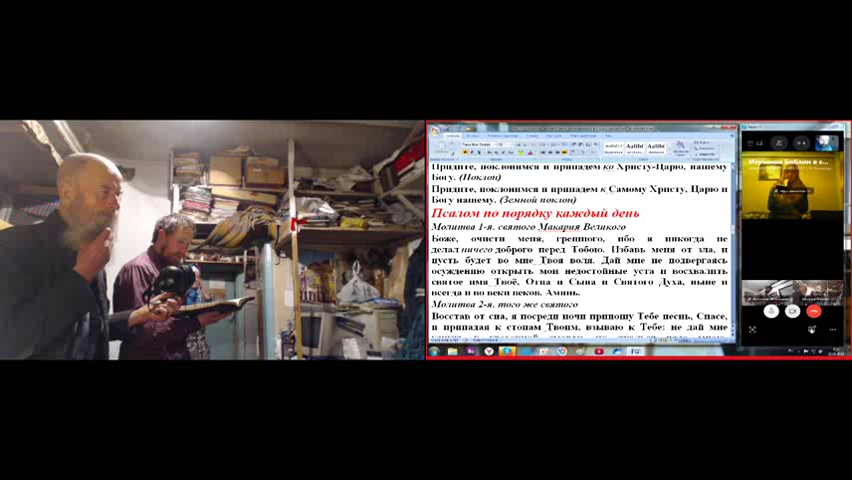 Придите, поклонимся и припадем ко Христу-Царю, нашему
Богу. (Поклон)
Придите, поклонимся и припадем к Самому Христу, Царю и
Богу нашему. (Земной поклон)
Псалом по порядку каждый день
Молитва 1-я. святого Макария Великого
Боже, очисти меня, грешного, ибо я никогда не
делал ничего доброго перед Тобою. Избавь меня от зла, и
пусть будет во мне Твоя воля. Дай мне не подвергаясь
осуждению открыть мои недостойные уста и восхвалить
святое имя Твоё, Отца и Сына и Святого Духа, ныне и
всегда и во веки веков. Аминь.
Молитва 2-я, того же святого
Восстав от сна, я посреди ночи приношу Тебе песнь, Спасе,
и припадая к стопам Твоим, взываю к Тебе: не дай мне
Изучение Библии в